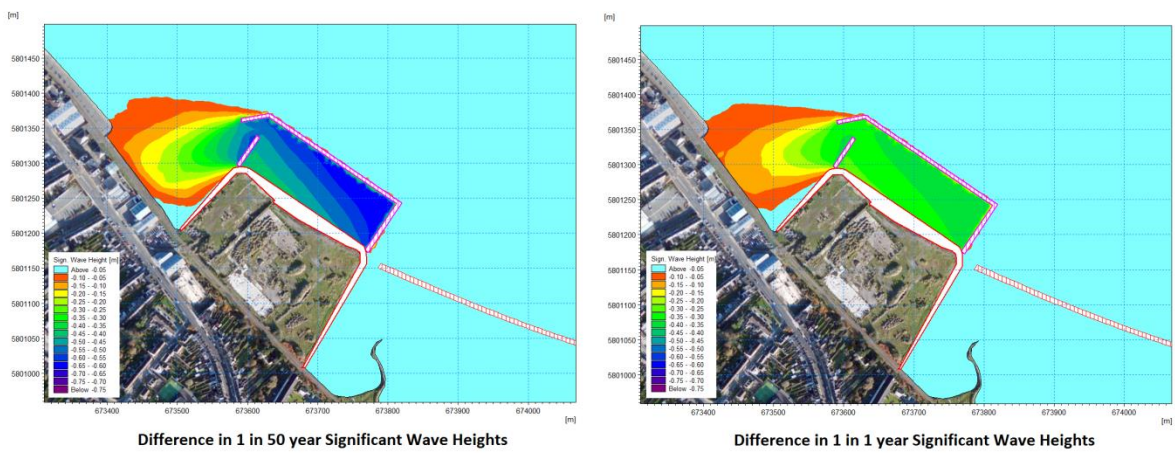 [m]
5801450
5801400
5801350
5801300
5801250
5801200
5801150
5801100
5801050
5801000
Sign. Wave Height [m]
Above -0.05
-0.10 - -0.05
-0.15 - -0.10
-0.20 - -0.15
-0.25 - -0.20
-0.30 - -0.25
-0.35 - -0.30
-0.40 - -0.35
-0.45 - -0.40
-0.50 - -0.45
-0.55 - -0.50
-0.60 - -0.55
-0.65 - -0.60
-0.70 - -0.65
-0.75 - -0.70
Below -0.75
673400 673500 673600 673700 673800 673900 674000
[m]
Difference in 1 in 50 year Significant Wave Heights
[m]
5801450
5801400
5801350
5801300
5801250
5801200
5801150
5801100
5801050
5801000
Sign. Wave Height [m]
Above -0.05
-0.10 - -0.05
-0.15 - -0.10
-0.20 - -0.15
-0.25 - -0.20
-0.30 - -0.25
-0.35 - -0.30
-0.40 - -0.35
-0.45 - -0.40
-0.50 - -0.45
-0.55 - -0.50
-0.60 - -0.55
-0.65 - -0.60
-0.70 - -0.65
-0.75 - -0.70
Below -0.75
673400 673500 673600 673700 673800 673900 674000
[m]
Difference in 1 in 1 year Significant Wave Heights